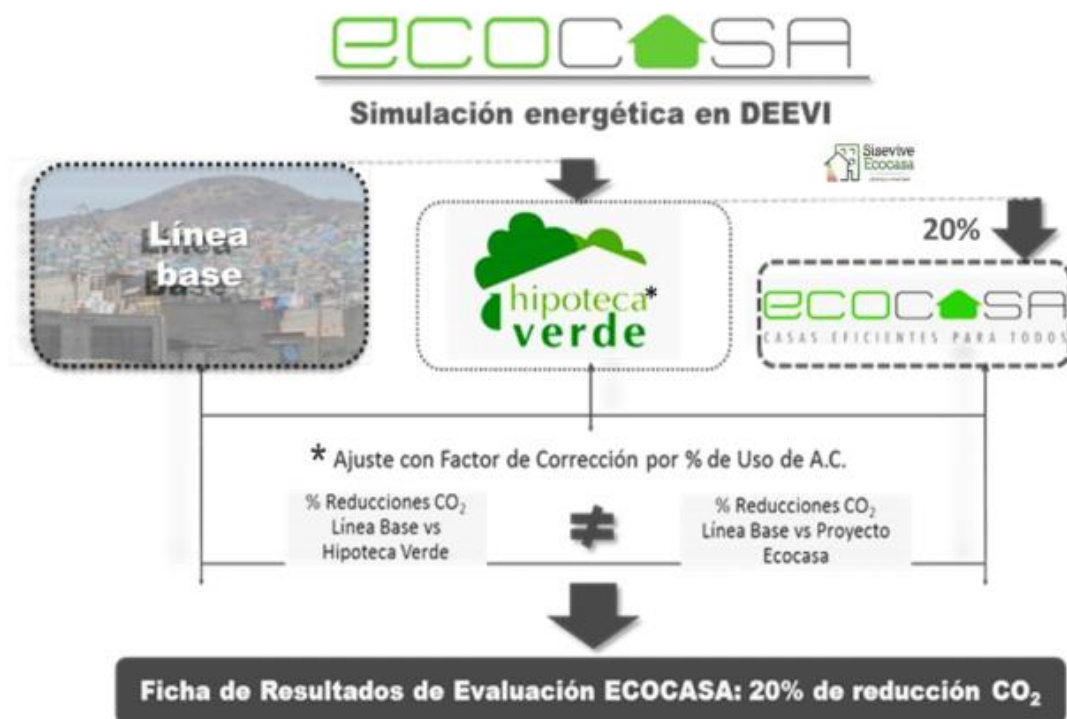 ECOCASA
Simulación energética en DEEVI
Sisevive
Ecocasa
Línea
base
20%
hipoteca*
verde
ECOCASA
CASAS EFICIENTES PARA TODOS
* Ajuste con Factor de Corrección por % de Uso de A.C.
% Reducciones CO₂
Línea Base vs
Hipoteca Verde
≠
% Reducciones CO₂
Línea Base vs Proyecto
Ecocasa
Ficha de Resultados de Evaluación ECOCASA: 20% de reducción CO₂